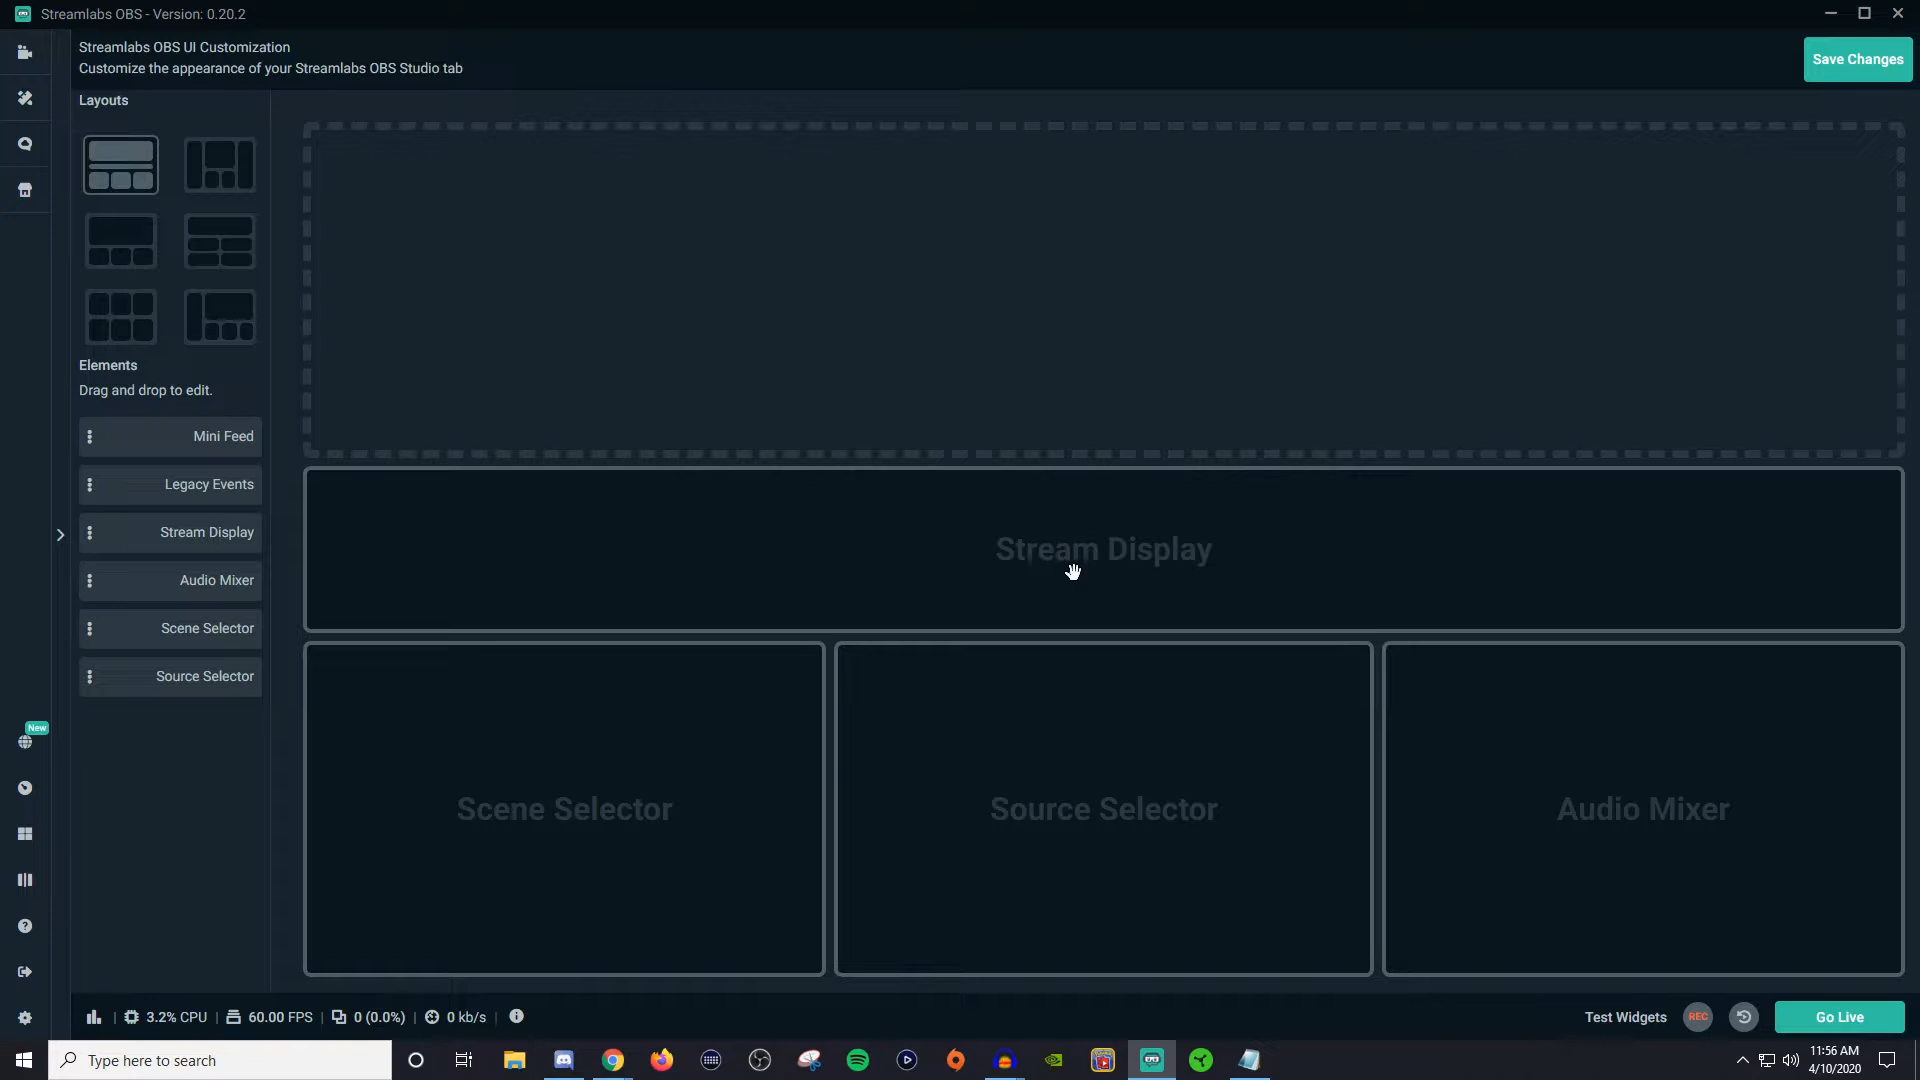 Streamlabs OBS - Version: 0.20.2
Streamlabs OBS UI Customization
Customize the appearance of your Streamlabs OBS Studio tab
Save Changes
Layouts
Elements
Drag and drop to edit.
Mini Feed
Legacy Events
Stream Display
Audio Mixer
Scene Selector
Source Selector
Stream Display
Scene Selector
Source Selector
Audio Mixer
New
3.2% CPU | 60.00 FPS | 0 (0.0%) | 0 kb/s
Test Widgets
REC
Go Live
Type here to search
11:56 AM
4/10/2020